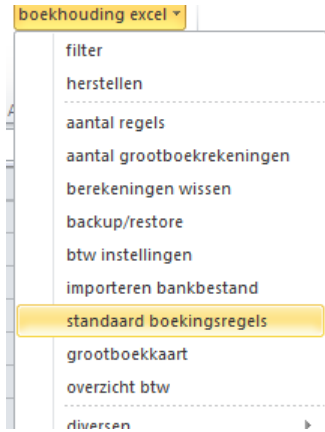 boekhouding excel
filter
herstellen
aantal regels
aantal grootboekrekeningen
berekeningen wissen
backup/restore
btw instellingen
importeren bankbestand
standaard boekingsregels
grootboekkaart
overzicht btw
diversen